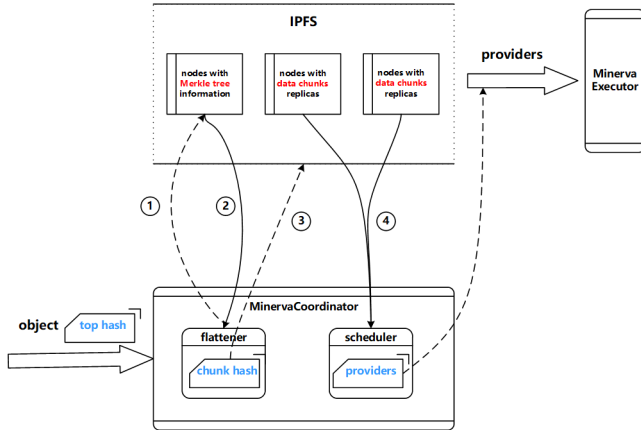 IPFS
nodes with
Merkle tree
information
nodes with
data chunks
replicas
nodes with
data chunks
replicas
providers
Minerva
Executor
1
2
3
4
MinervaCoordinator
object
top hash
flattener
chunk hash
scheduler
providers